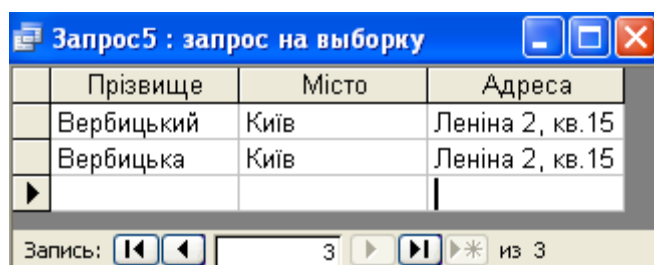 Запрос5 : запрос на выборку
Прізвище Місто Адреса
Вербицький Київ Леніна 2, кв.15
Вербицька Київ Леніна 2, кв.15
Запись: 3 из 3